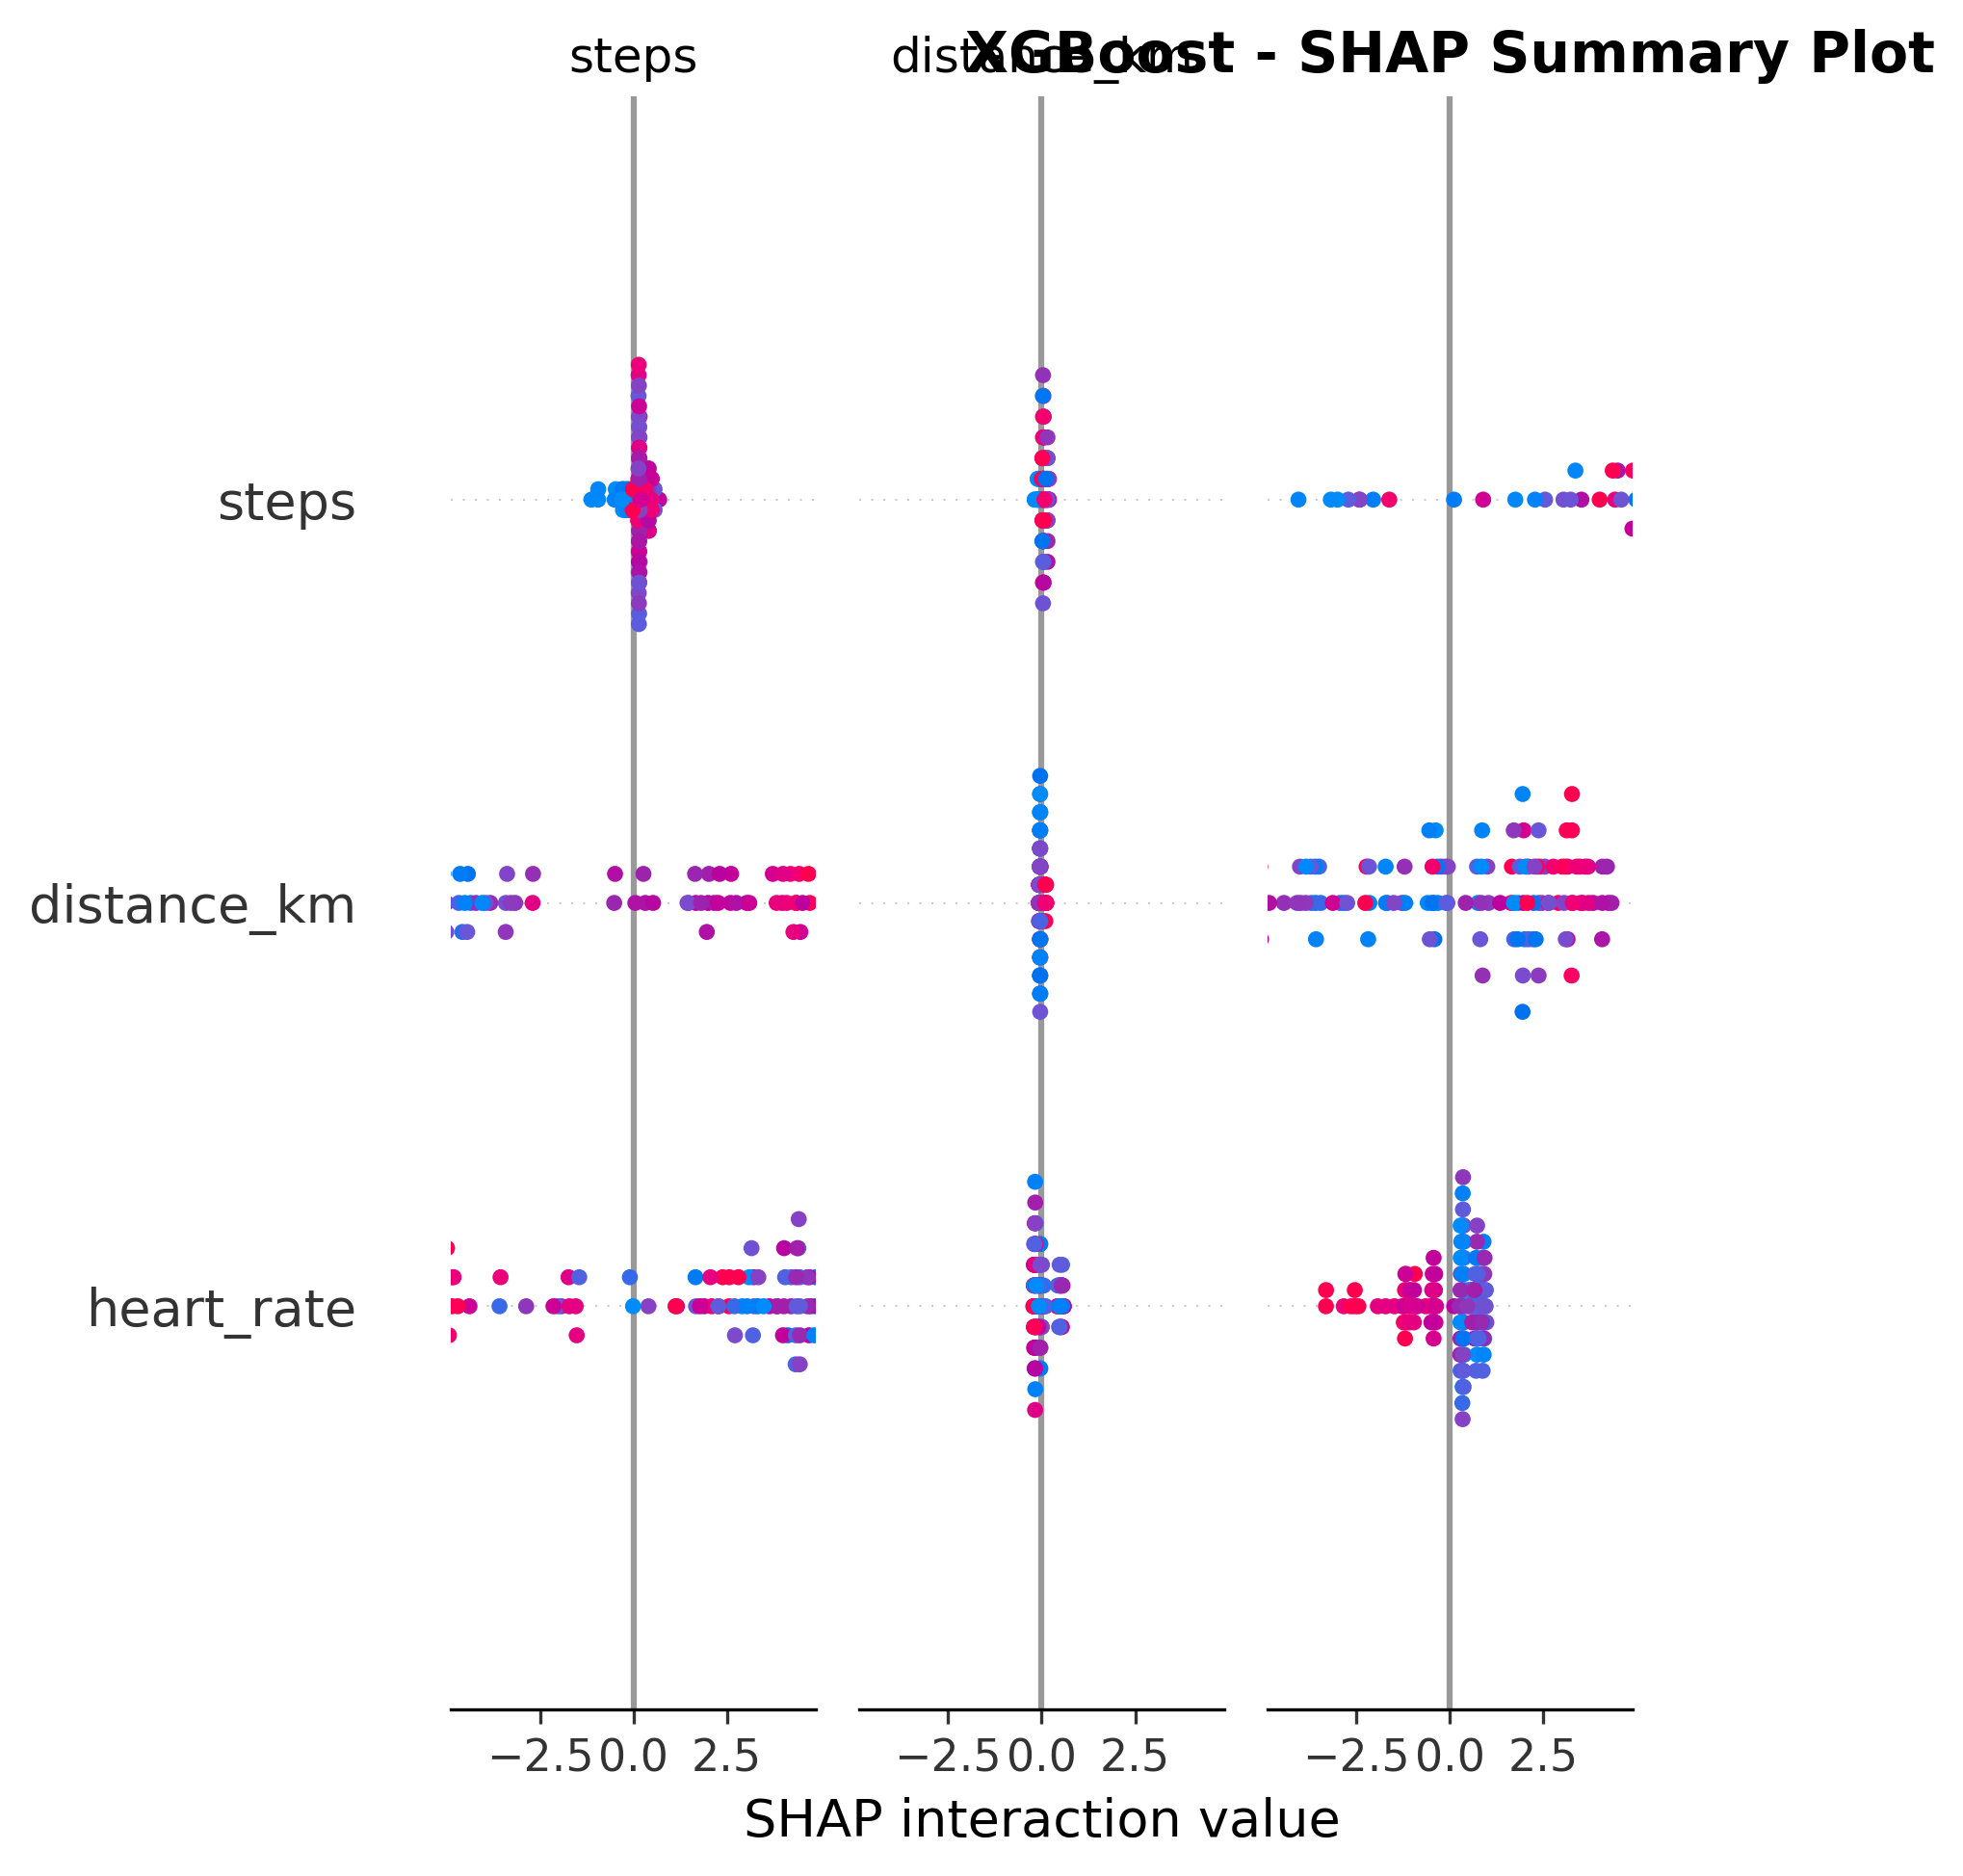 steps
distance_km
XGBoost - SHAP Summary Plot
steps
distance_km
heart_rate
−2.5 0.0 2.5 −2.5 0.0 2.5 −2.5 0.0 2.5
SHAP interaction value